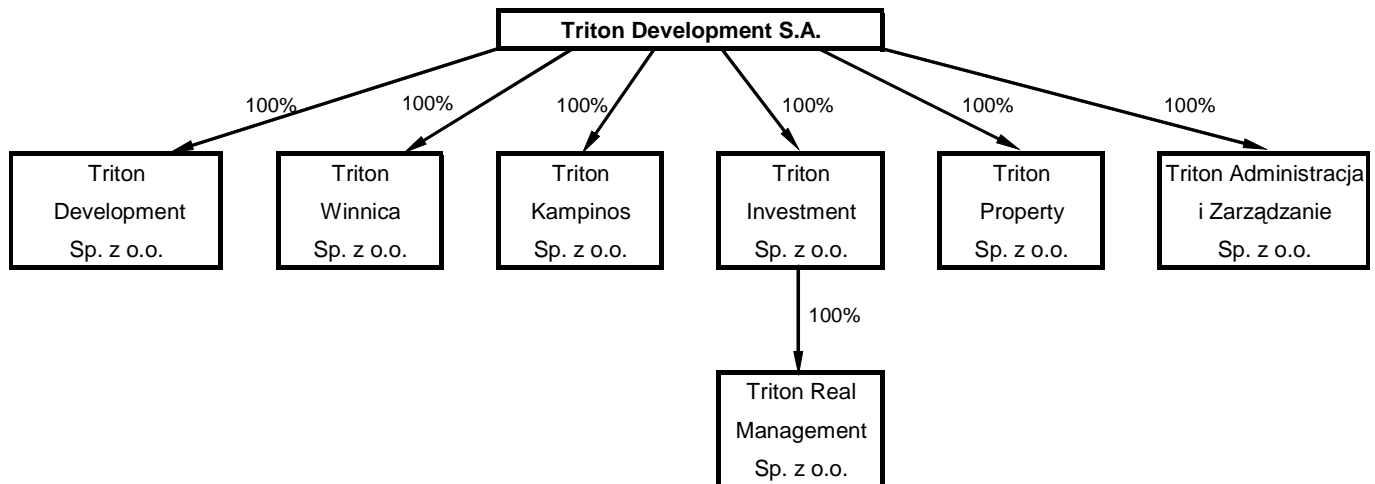 Triton Development S.A.
100%
100%
100%
100%
100%
100%
Triton
Development
Sp. z o.o.
Triton
Winnica
Sp. z o.o.
Triton
Kampinos
Sp. z o.o.
Triton
Investment
Sp. z o.o.
Triton
Property
Sp. z o.o.
Triton Administracja
i Zarządzanie
Sp. z o.o.
100%
Triton Real
Management
Sp. z o.o.